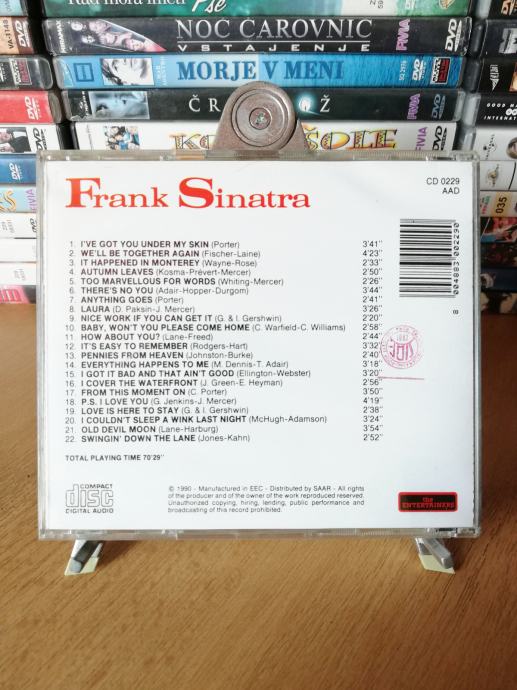 NOČ ČAROVNIC
VSTAJENJE
FIVIA
MORJE V MENI
DVD
FIVIA
Frank Sinatra
CD 0229
AAD
1. I'VE GOT YOU UNDER MY SKIN (Porter) 3'41"
2. WE'LL BE TOGETHER AGAIN (Fischer-Laine) 4'23"
3. IT HAPPENED IN MONTEREY (Wayne-Rose) 2'33"
4. AUTUMN LEAVES (Kosma-Prévert-Mercer) 2'50"
5. TOO MARVELLOUS FOR WORDS (Whiting-Mercer) 2'26"
6. THERE'S NO YOU (Adair-Hopper-Durgom) 3'44"
7. ANYTHING GOES (Porter) 2'41"
8. LAURA (D. Paksin-J. Mercer) 3'26"
9. NICE WORK IF YOU CAN GET IT (G. & I. Gershwin) 2'20"
10. BABY, WON'T YOU PLEASE COME HOME (C. Warfield-C. Williams) 2'58"
11. HOW ABOUT YOU? (Lane-Freed) 2'44"
12. IT'S EASY TO REMEMBER (Rodgers-Hart) 3'32"
13. PENNIES FROM HEAVEN (Johnston-Burke) 2'40"
14. EVERYTHING HAPPENS TO ME (M. Dennis-T. Adair) 3'18"
15. I GOT IT BAD AND THAT AIN'T GOOD (Ellington-Webster) 3'20"
16. I COVER THE WATERFRONT (J. Green-E. Heyman) 2'56"
17. FROM THIS MOMENT ON (C. Porter) 3'50"
18. P.S. I LOVE YOU (G. Jenkins-J. Mercer) 4'19"
19. LOVE IS HERE TO STAY (G. & I. Gershwin) 2'38"
20. I COULDN'T SLEEP A WINK LAST NIGHT (McHugh-Adamson) 3'24"
21. OLD DEVIL MOON (Lane-Harburg) 3'54"
22. SWINGIN' DOWN THE LANE (Jones-Kahn) 2'52"
TOTAL PLAYING TIME 70'29"
8 004883 002290
COMPACT
disc
DIGITAL AUDIO
© 1990 - Manufactured in EEC - Distributed by SAAR - All rights
of the producer and of the owner of the work reproduced reserved.
Unauthorized copying, hiring, lending, public performance and
broadcasting of this record prohibited.
the
ENTERTAINERS
035